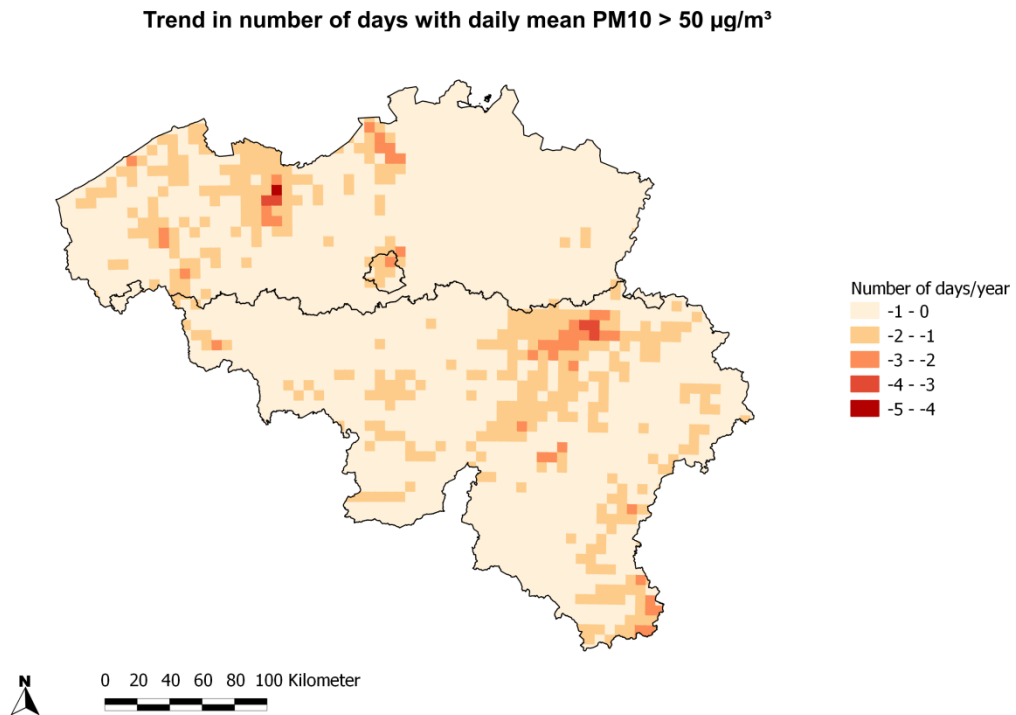 Trend in number of days with daily mean PM10 > 50 µg/m³
Number of days/year
-1 - 0
-2 - -1
-3 - -2
-4 - -3
-5 - -4
N
0 20 40 60 80 100 Kilometer